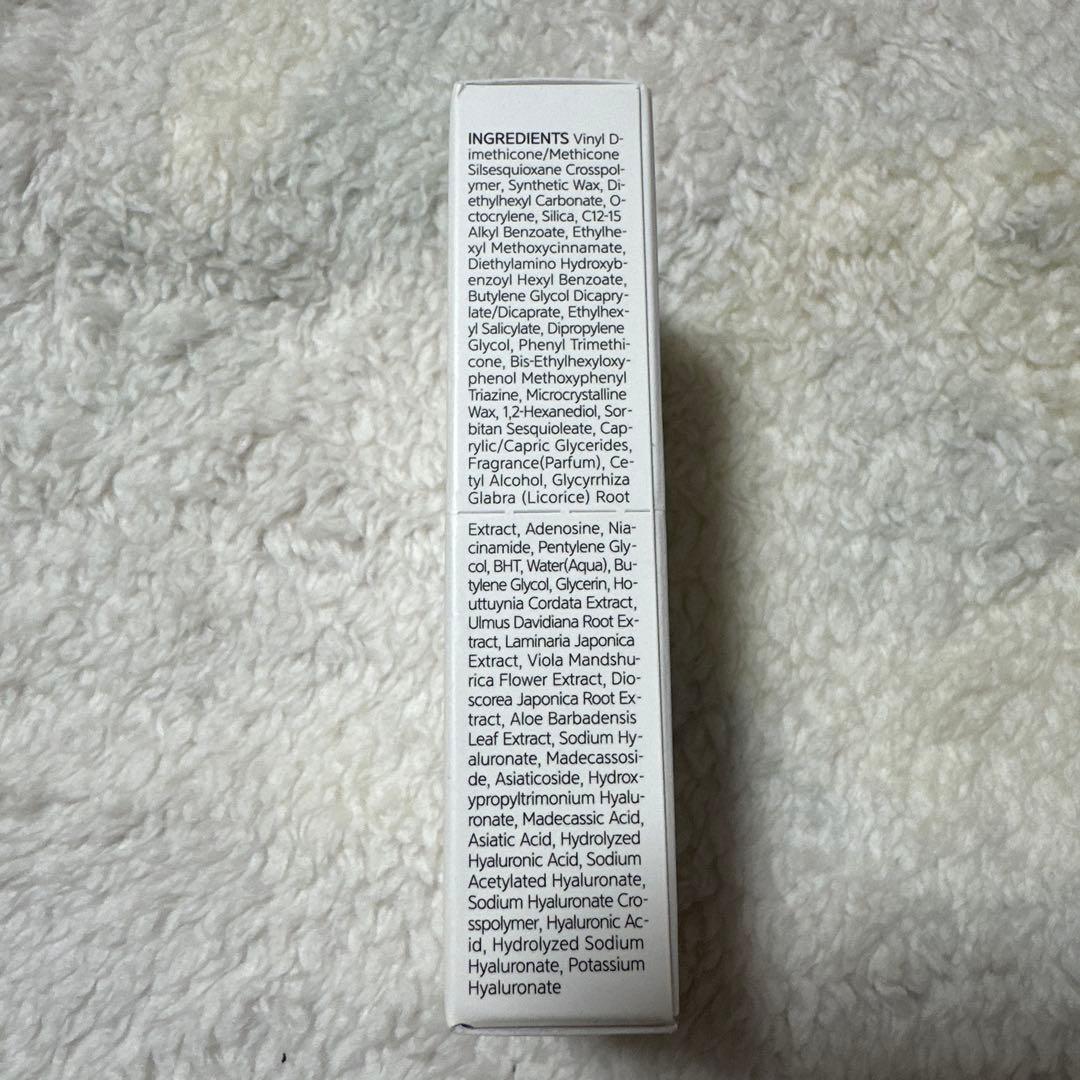 INGREDIENTS Vinyl D-
imethicone/Methicone
Silsesquioxane Crosspol-
ymer, Synthetic Wax, Di-
ethylhexyl Carbonate, O-
ctocrylene, Silica, C12-15
Alkyl Benzoate, Ethylhe-
xyl Methoxycinnamate,
Diethylamino Hydroxyb-
enzoyl Hexyl Benzoate,
Butylene Glycol Dicapry-
late/Dicaprate, Ethylhex-
yl Salicylate, Dipropylene
Glycol, Phenyl Trimethi-
cone, Bis-Ethylhexyloxy-
phenol Methoxyphenyl
Triazine, Microcrystalline
Wax, 1,2-Hexanediol, Sor-
bitan Sesquioleate, Cap-
rylic/Capric Glycerides,
Fragrance(Parfum), Ce-
tyl Alcohol, Glycyrrhiza
Glabra (Licorice) Root
Extract, Adenosine, Nia-
cinamide, Pentylene Gly-
col, BHT, Water(Aqua), Bu-
tylene Glycol, Glycerin, Ho-
uttuynia Cordata Extract,
Ulmus Davidiana Root Ex-
tract, Laminaria Japonica
Extract, Viola Mandshu-
rica Flower Extract, Dio-
scorea Japonica Root Ex-
tract, Aloe Barbadensis
Leaf Extract, Sodium Hy-
aluronate, Madecassosi-
de, Asiaticoside, Hydrox-
ypropyltrimonium Hyalu-
ronate, Madecassic Acid,
Asiatic Acid, Hydrolyzed
Hyaluronic Acid, Sodium
Acetylated Hyaluronate,
Sodium Hyaluronate Cro-
sspolymer, Hyaluronic Ac-
id, Hydrolyzed Sodium
Hyaluronate, Potassium
Hyaluronate